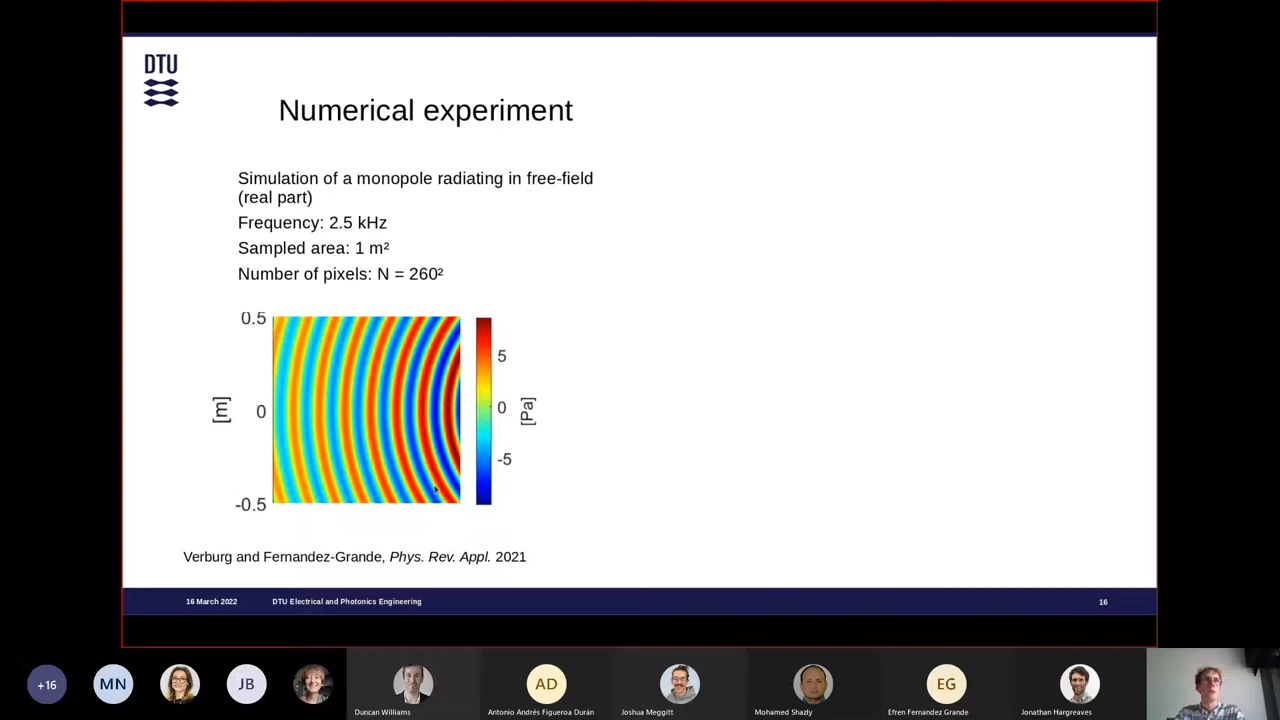 DTU
Numerical experiment
Simulation of a monopole radiating in free-field
(real part)
Frequency: 2.5 kHz
Sampled area: 1 m²
Number of pixels: N = 260²
0.5
0
-0.5
[m]
5
0
-5
[Pa]
Verburg and Fernandez-Grande, Phys. Rev. Appl. 2021
16 March 2022 DTU Electrical and Photonics Engineering 16
+16 MN JB AD EG
Duncan Williams Antonio Andrés Figueroa Durán Joshua Meggitt Mohamed Shazly Efren Fernandez Grande Jonathan Hargreaves